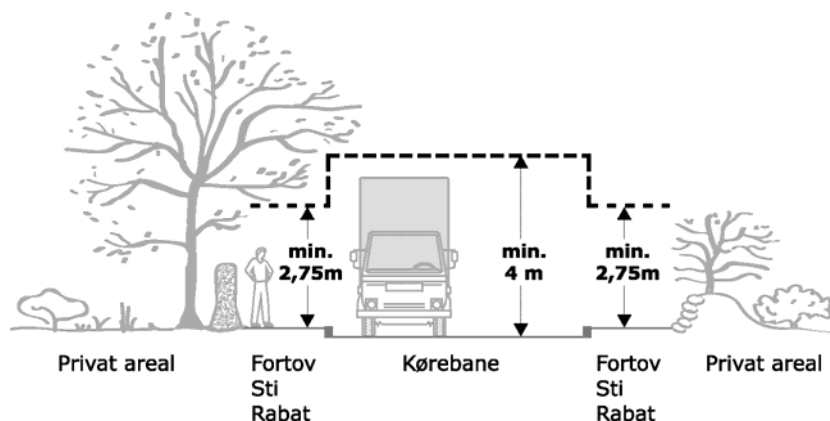 min.
2,75m
min.
4 m
min.
2,75m
Privat areal
Fortov
Sti
Rabat
Kørebane
Fortov
Sti
Rabat
Privat areal